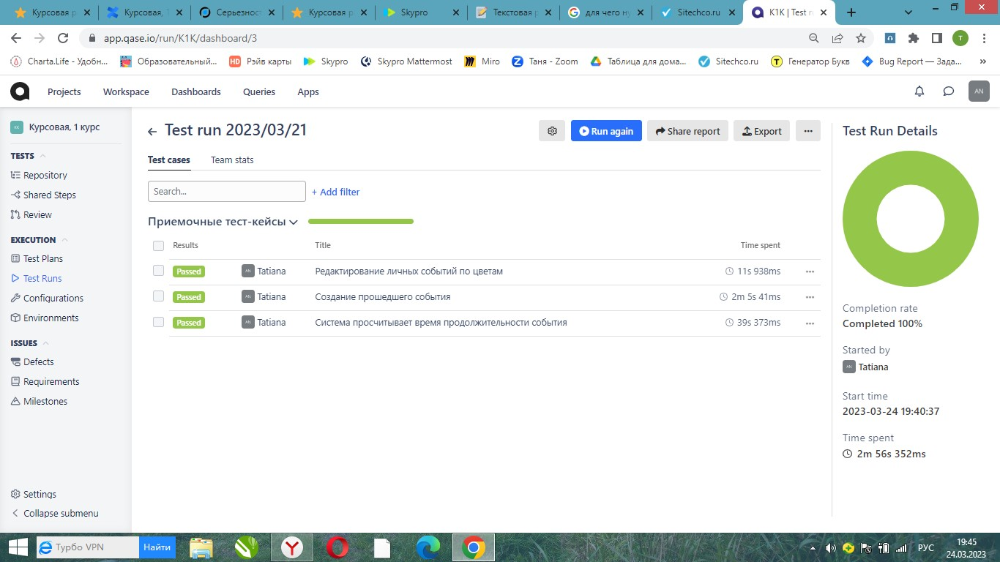 Курсовая р
Курсовая, 1
Серьезност
Курсовая р
Skypro
Текстовая р
для чего ну
Sitechco.ru
K1K | Test r
app.qase.io/run/K1K/dashboard/3
T
Charta.Life - Удобн...
Образовательный...
HD Рэйв карты
Skypro
Skypro Mattermost
Miro
Таня - Zoom
Таблица для дома...
Sitechco.ru
T Генератор Букв
Bug Report — Зада...
»
Projects
Workspace
Dashboards
Queries
Apps
AN
Курсовая, 1 курс
TESTS
Repository
Shared Steps
Review
EXECUTION
Test Plans
Test Runs
Configurations
Environments
ISSUES
Defects
Requirements
Milestones
Settings
Collapse submenu
Test run 2023/03/21
Run again
Share report
Export
Test cases
Team stats
Search...
+ Add filter
Приемочные тест-кейсы
Results Title Time spent
Passed AN Tatiana Редактирование личных событий по цветам 11s 938ms
Passed AN Tatiana Создание прошедшего события 2m 5s 41ms
Passed AN Tatiana Система просчитывает время продолжительности события 39s 373ms
Test Run Details
Completion rate
Completed 100%
Started by
AN Tatiana
Start time
2023-03-24 19:40:37
Time spent
2m 56s 352ms
Турбо VPN
Найти
РУС
19:45
24.03.2023